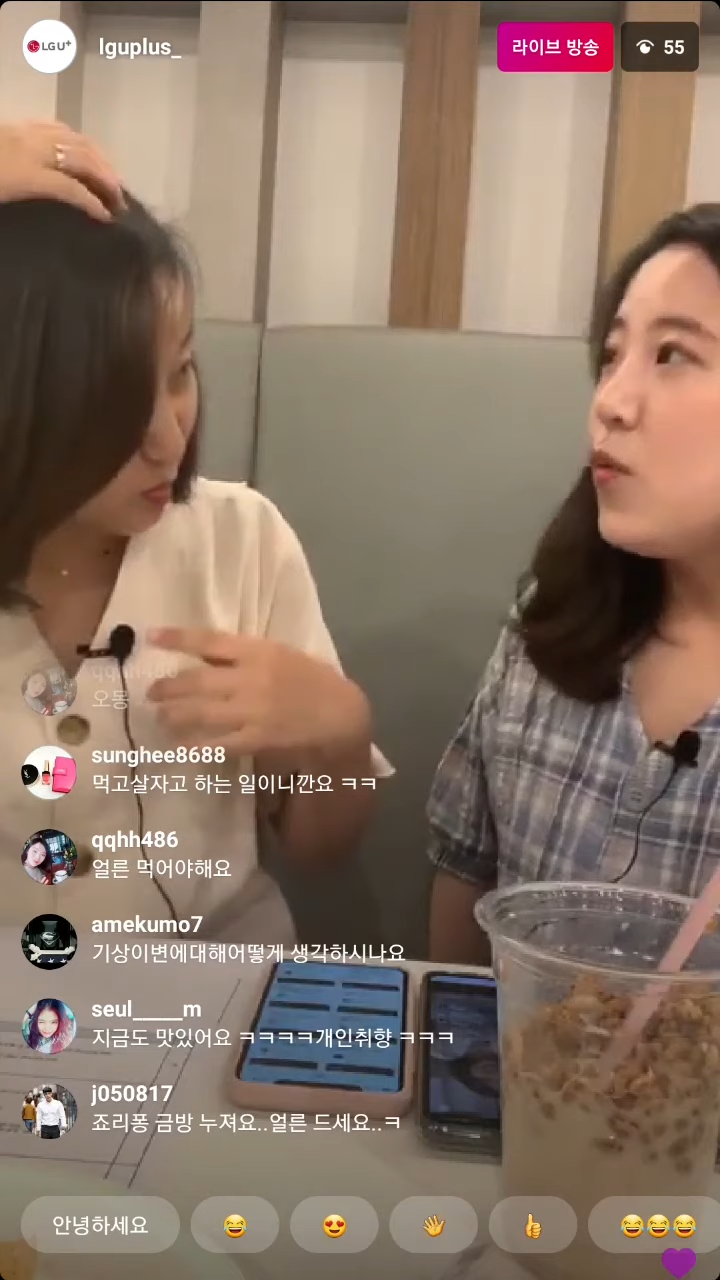 LG U+
lguplus_
라이브 방송
55
오뚱
sunghee8688
먹고살자고 하는 일이니깐요 ㅋㅋ
qqhh486
얼른 먹어야해요
amekumo7
기상이변에대해어떻게 생각하시나요
seul_____m
지금도 맛있어요 ㅋㅋㅋㅋ개인취향 ㅋㅋㅋ
j050817
죠리퐁 금방 누져요..얼른 드세요..ㅋ
안녕하세요 😆 😍 👋 👍 😂😂😂